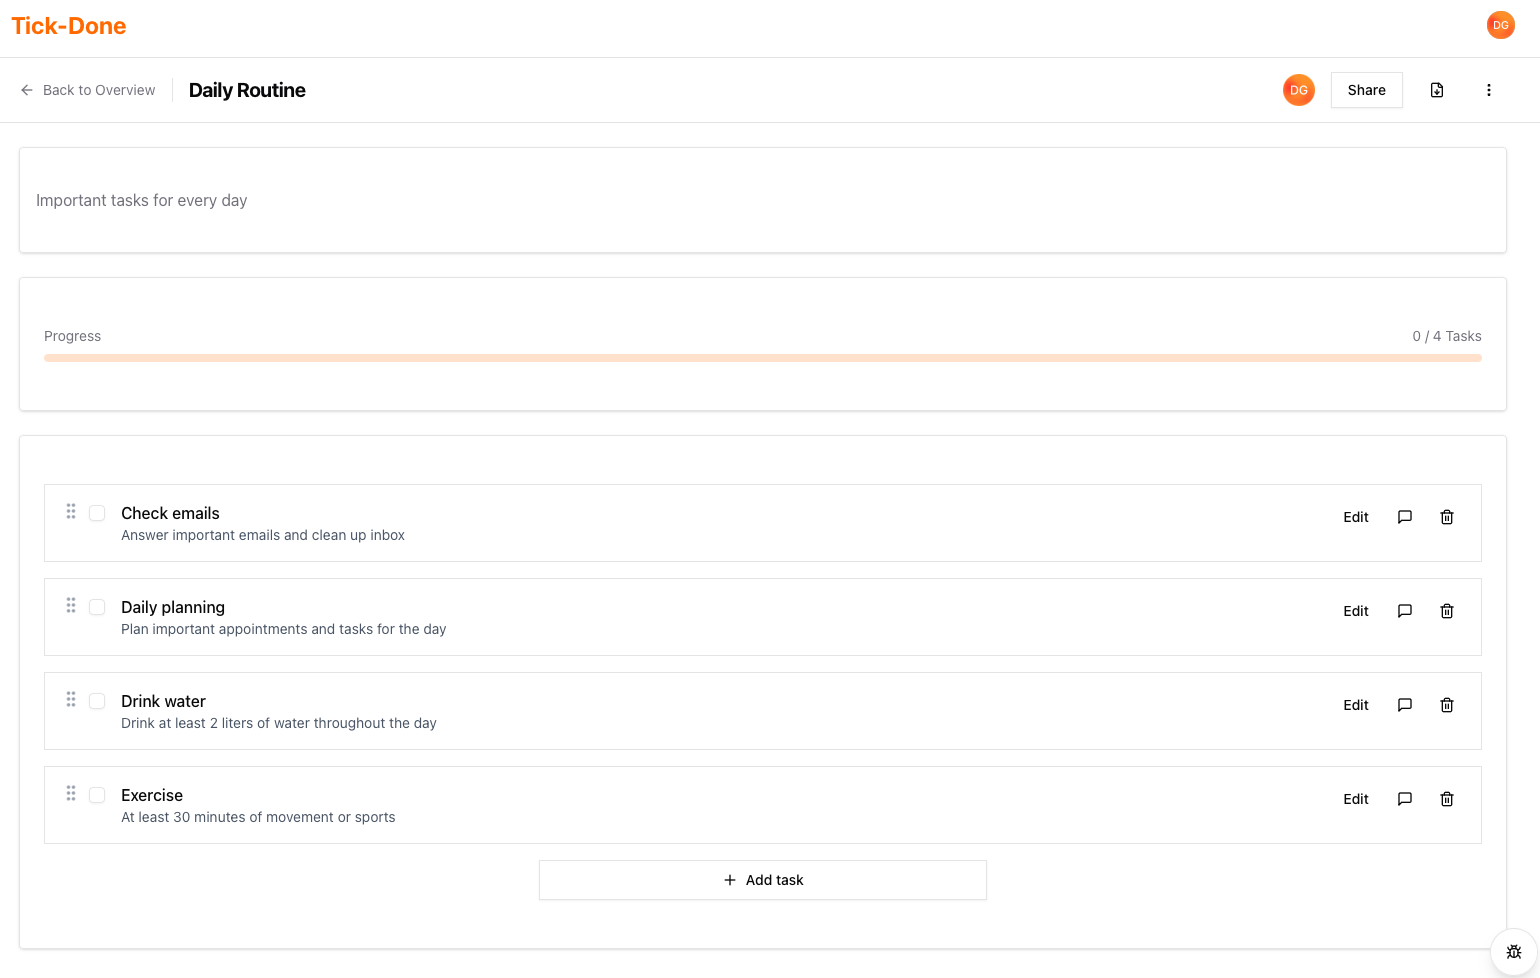 Tick-Done
DG
Back to Overview
Daily Routine
DG
Share
Important tasks for every day
Progress
0 / 4 Tasks
Check emails
Answer important emails and clean up inbox
Edit
Daily planning
Plan important appointments and tasks for the day
Edit
Drink water
Drink at least 2 liters of water throughout the day
Edit
Exercise
At least 30 minutes of movement or sports
Edit
Add task